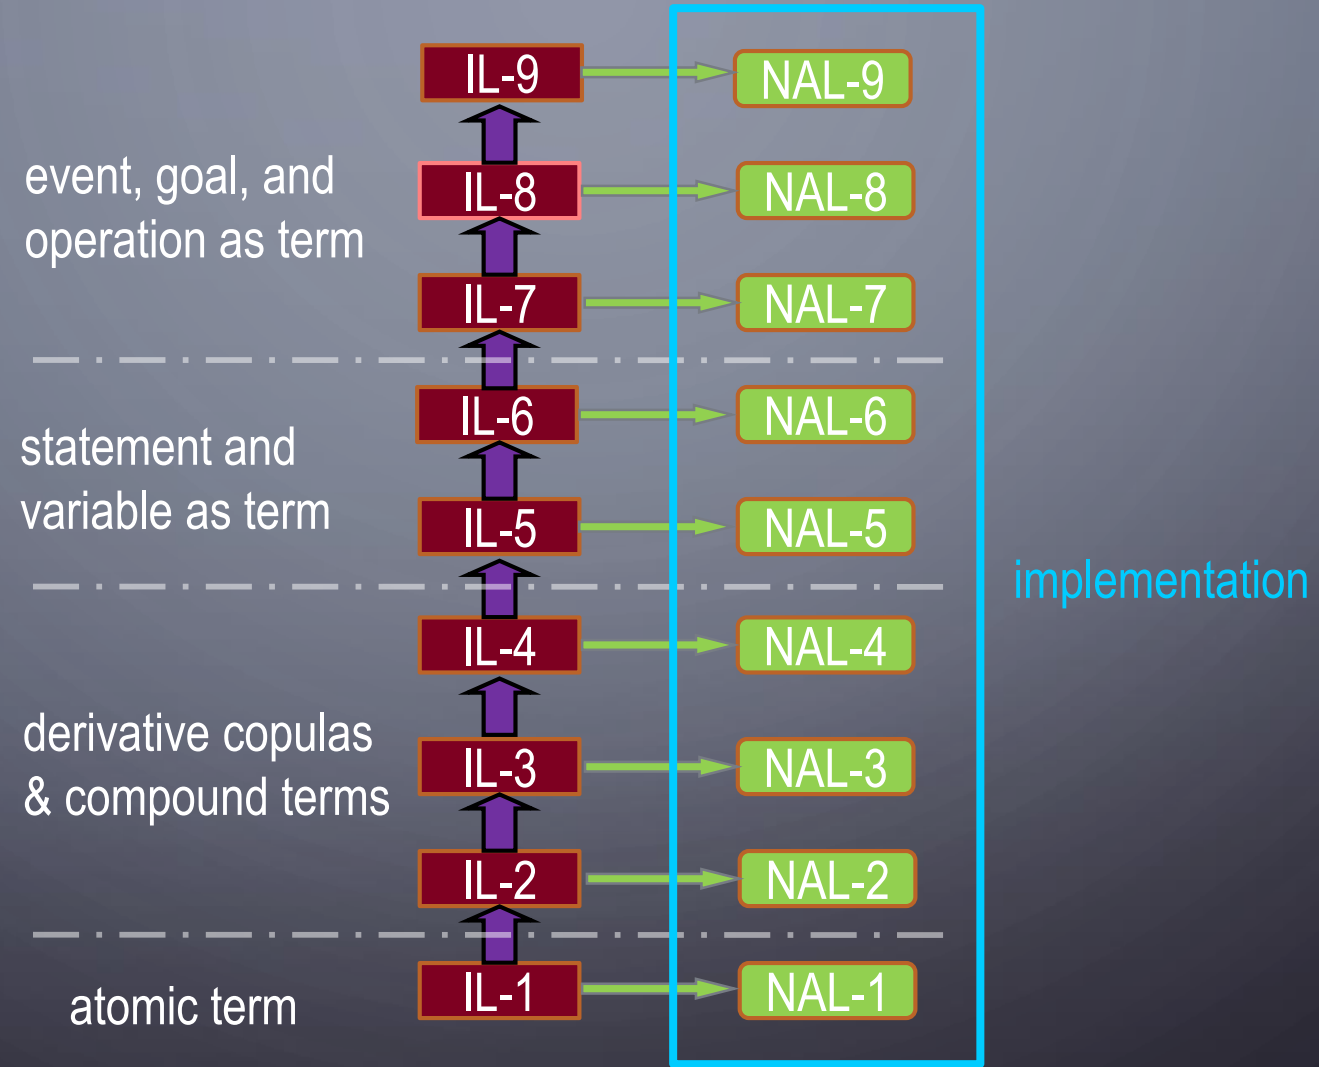 IL-9 NAL-9
event, goal, and
operation as term
IL-8 NAL-8
IL-7 NAL-7
statement and
variable as term
IL-6 NAL-6
IL-5 NAL-5
implementation
derivative copulas
& compound terms
IL-4 NAL-4
IL-3 NAL-3
IL-2 NAL-2
atomic term
IL-1 NAL-1